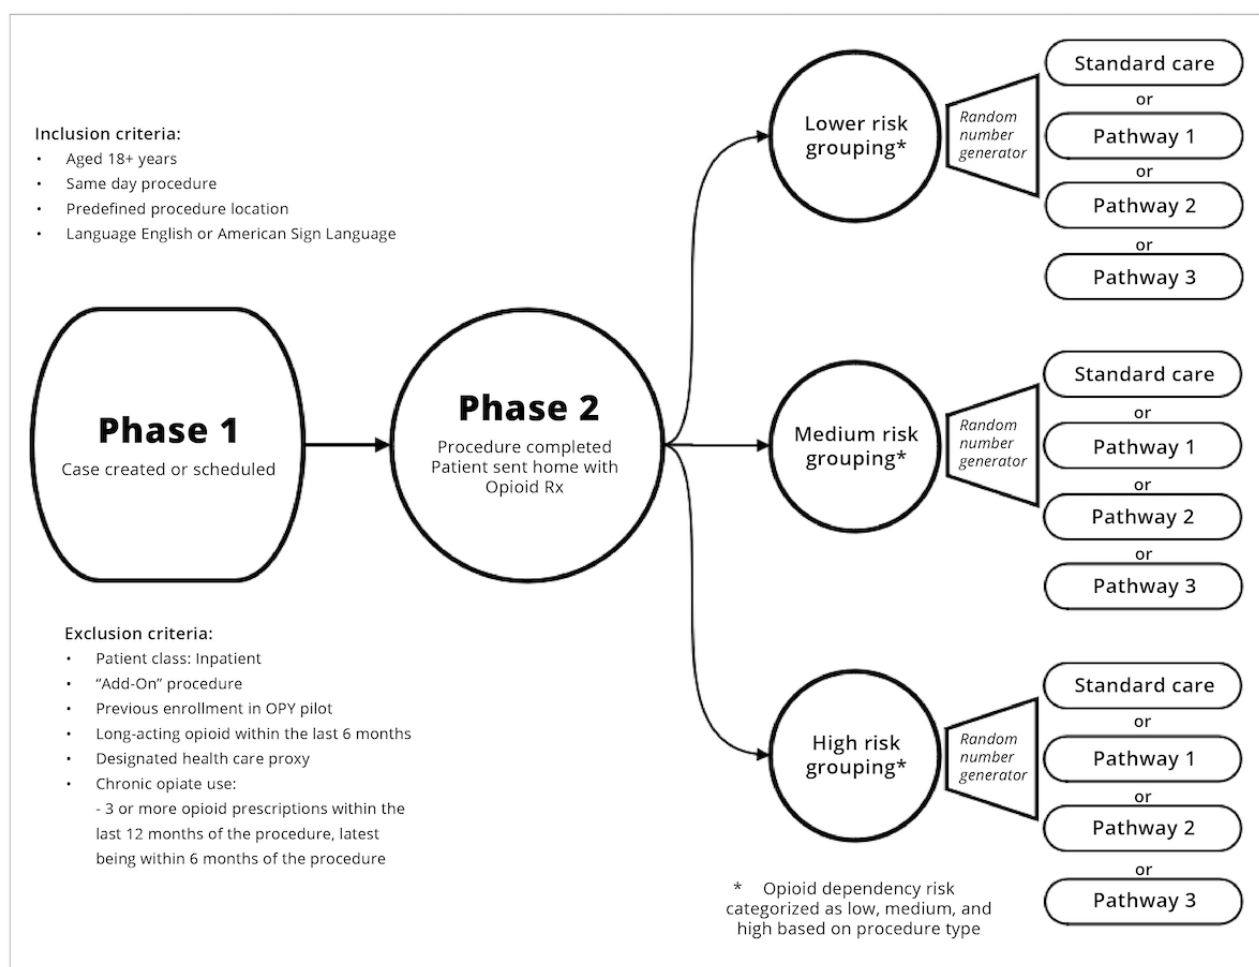 Inclusion criteria:
• Aged 18+ years
• Same day procedure
• Predefined procedure location
• Language English or American Sign Language
Phase 1
Case created or scheduled
Exclusion criteria:
• Patient class: Inpatient
• “Add-On” procedure
• Previous enrollment in OPY pilot
• Long-acting opioid within the last 6 months
• Designated health care proxy
• Chronic opiate use:
- 3 or more opioid prescriptions within the
last 12 months of the procedure, latest
being within 6 months of the procedure
Phase 2
Procedure completed
Patient sent home with
Opioid Rx
Lower risk
grouping*
Random
number
generator
Standard care
or
Pathway 1
or
Pathway 2
or
Pathway 3
Medium risk
grouping*
Random
number
generator
Standard care
or
Pathway 1
or
Pathway 2
or
Pathway 3
High risk
grouping*
Random
number
generator
Standard care
or
Pathway 1
or
Pathway 2
or
Pathway 3
* Opioid dependency risk
categorized as low, medium, and
high based on procedure type